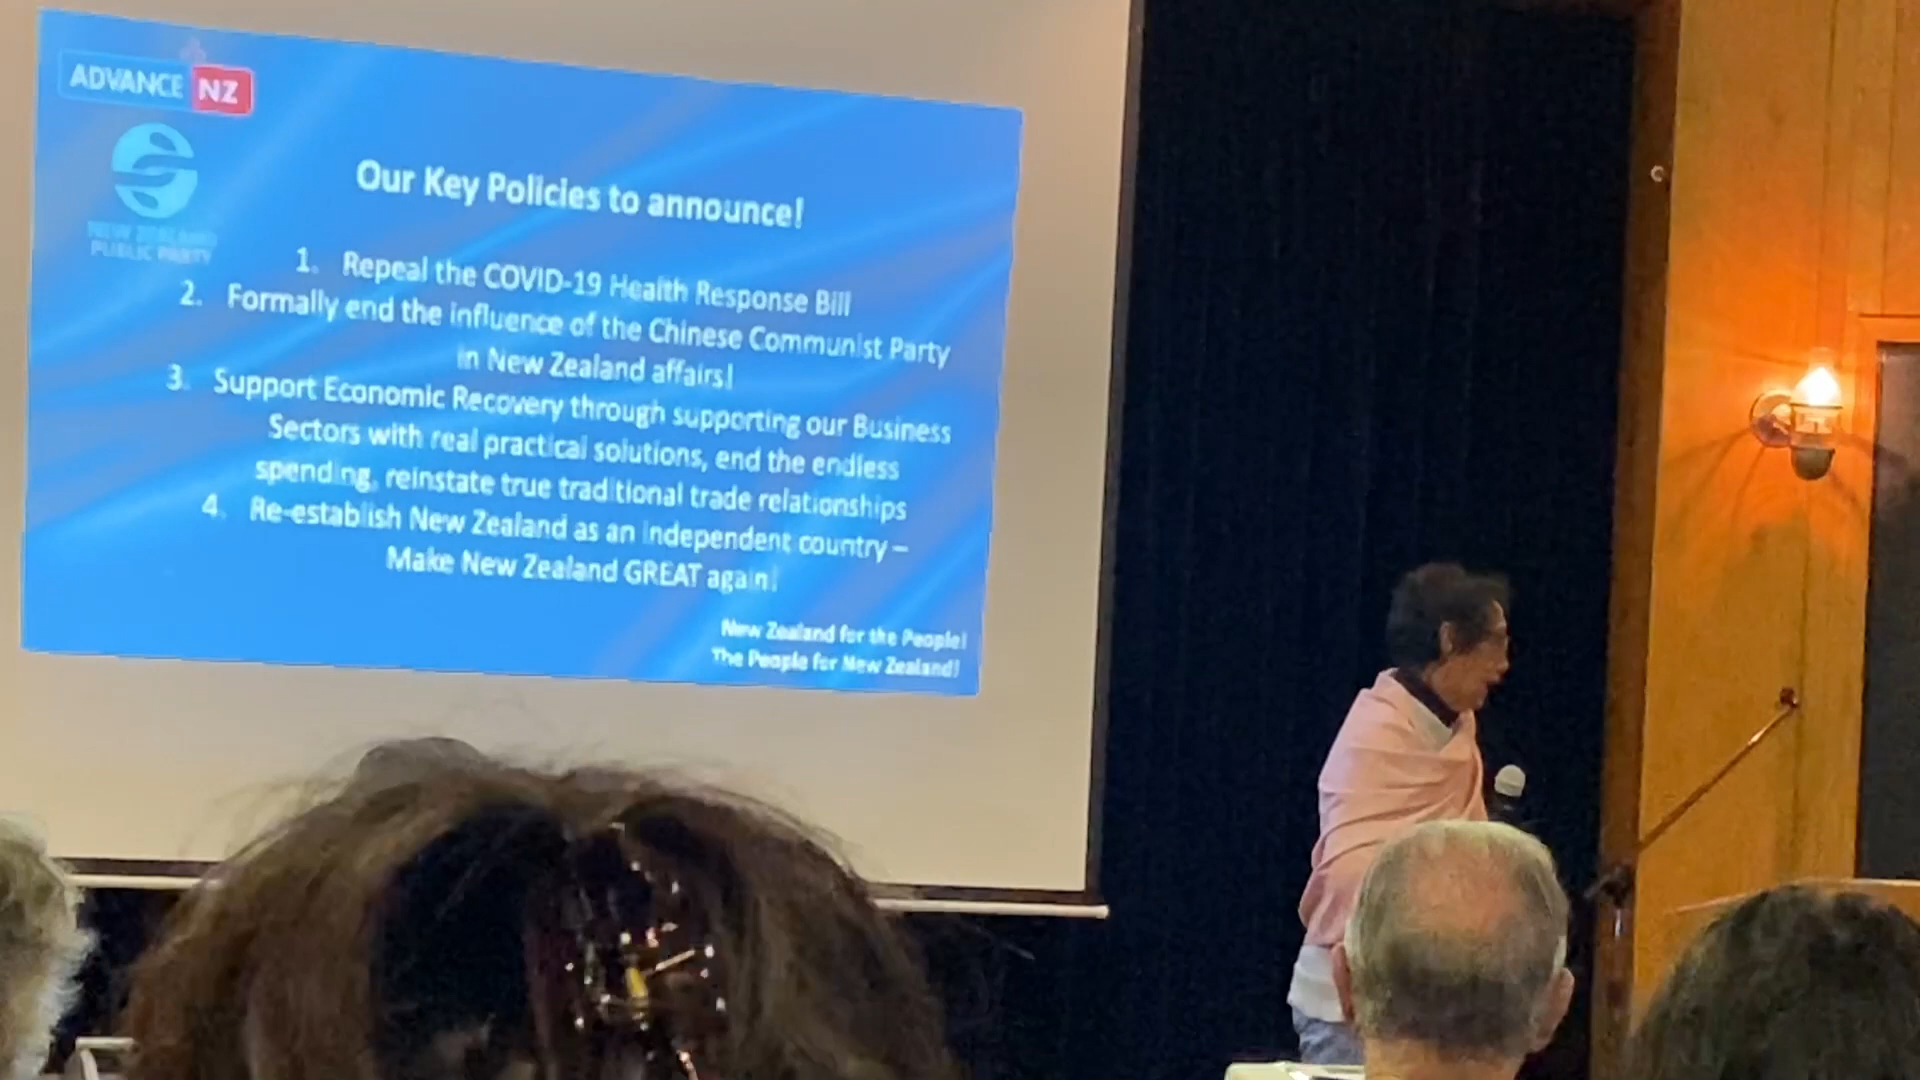 ADVANCE NZ
NEW ZEALAND
PUBLIC PARTY
Our Key Policies to announce!
1. Repeal the COVID-19 Health Response Bill
2. Formally end the influence of the Chinese Communist Party
in New Zealand affairs!
3. Support Economic Recovery through supporting our Business
Sectors with real practical solutions, end the endless
spending, reinstate true traditional trade relationships
4. Re-establish New Zealand as an independent country –
Make New Zealand GREAT again!
New Zealand for the People!
The People for New Zealand!